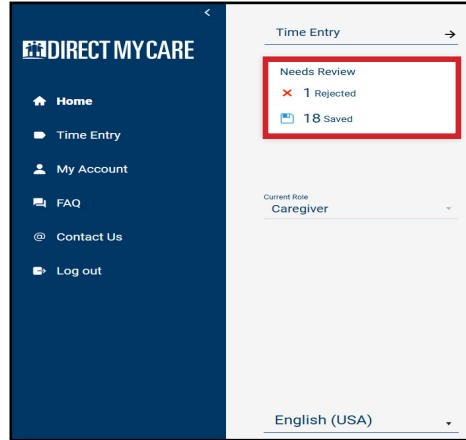 DIRECT MY CARE
Home
Time Entry
My Account
FAQ
Contact Us
Log out
Time Entry
Needs Review
1 Rejected
18 Saved
Current Role
Caregiver
English (USA)